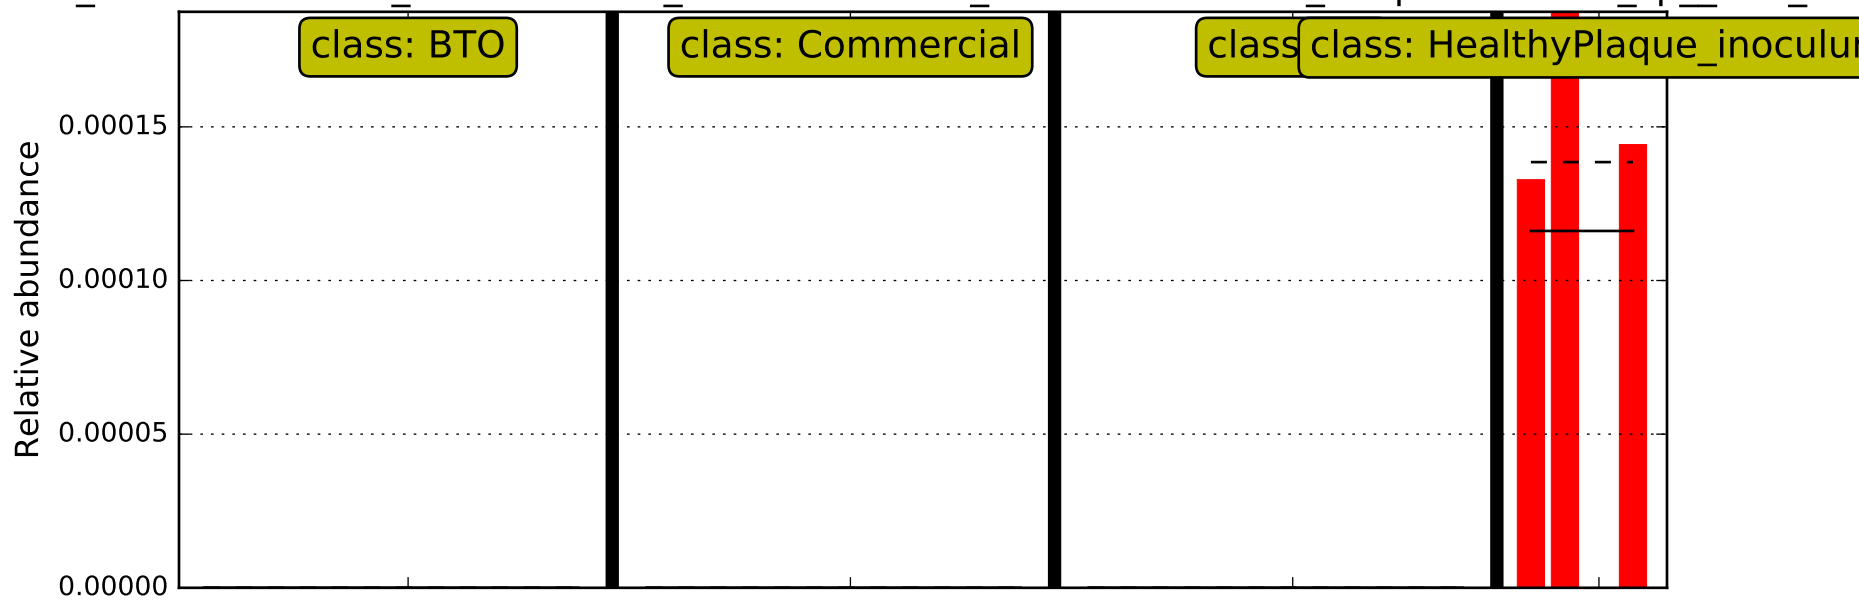 class: BTO
class: Commercial
class
class: HealthyPlaque_inoculu
Relative abundance
0.00015
0.00010
0.00005
0.00000